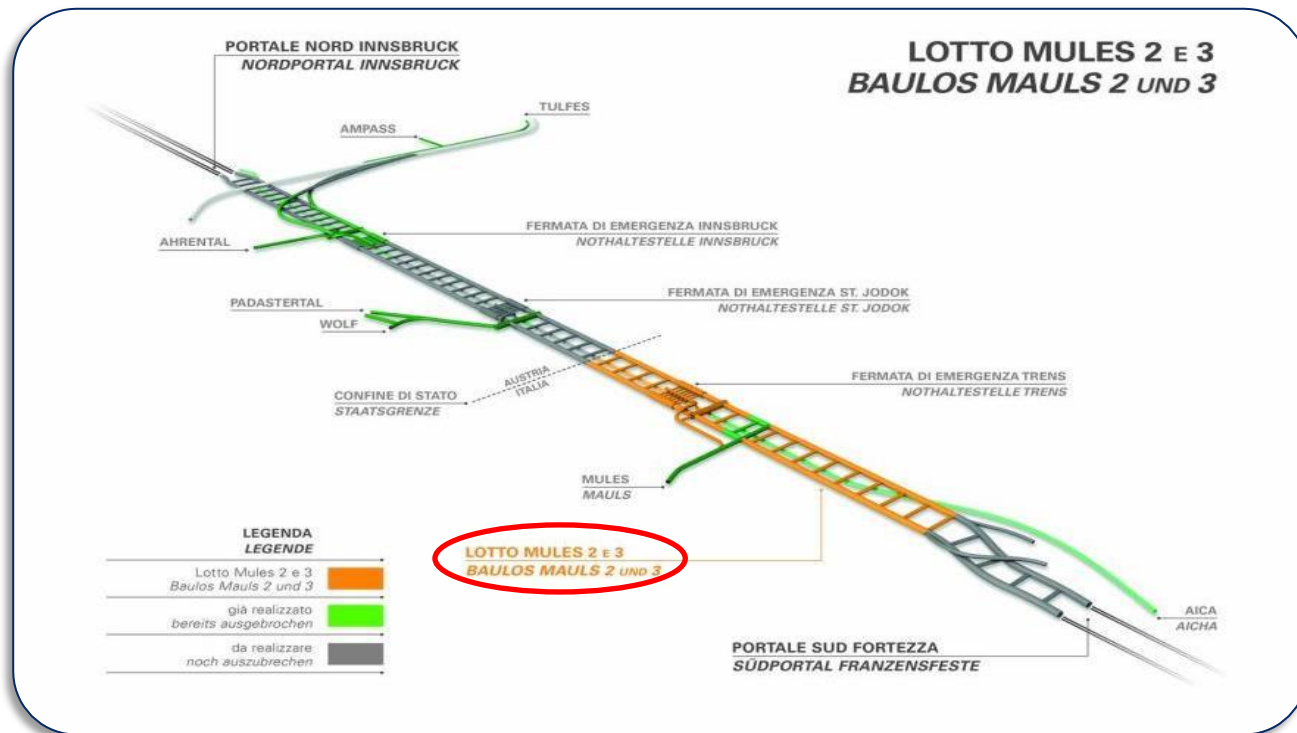 PORTALE NORD INNSBRUCK
NORDPORTAL INNSBRUCK
LOTTO MULES 2 E 3
BAULOS MAULS 2 UND 3
TULFES
AMPASS
FERMATA DI EMERGENZA INNSBRUCK
NOTHALTESTELLE INNSBRUCK
AHRENTAL
FERMATA DI EMERGENZA ST. JODOK
NOTHALTESTELLE ST. JODOK
PADASTERTAL
WOLF
AUSTRIA
ITALIA
FERMATA DI EMERGENZA TRENS
NOTHALTESTELLE TRENS
CONFINE DI STATO
STAATSGRENZE
MULES
MAULS
LEGENDA
LEGENDE
Lotto Mules 2 e 3
Baulos Mauls 2 und 3
già realizzato
bereits ausgebrochen
da realizzare
noch auszubrechen
LOTTO MULES 2 E 3
BAULOS MAULS 2 UND 3
AICA
AICHA
PORTALE SUD FORTEZZA
SÜDPORTAL FRANZENSFESTE